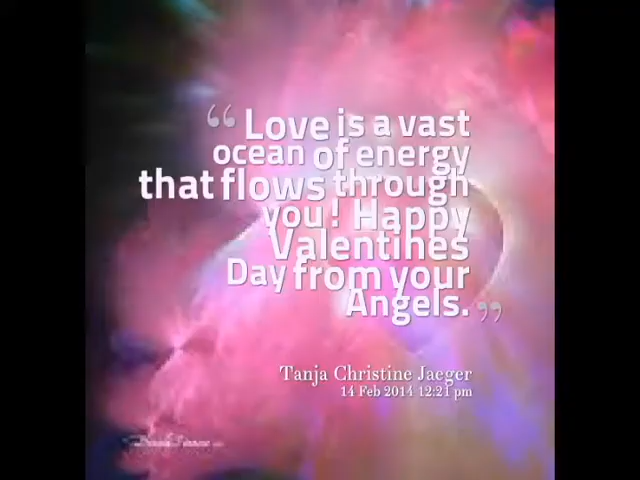 “ Love is a vast
ocean of energy
that flows through
you! Happy
Valentines
Day from your
Angels. ”
Tanja Christine Jaeger
14 Feb 2014 12:21 pm